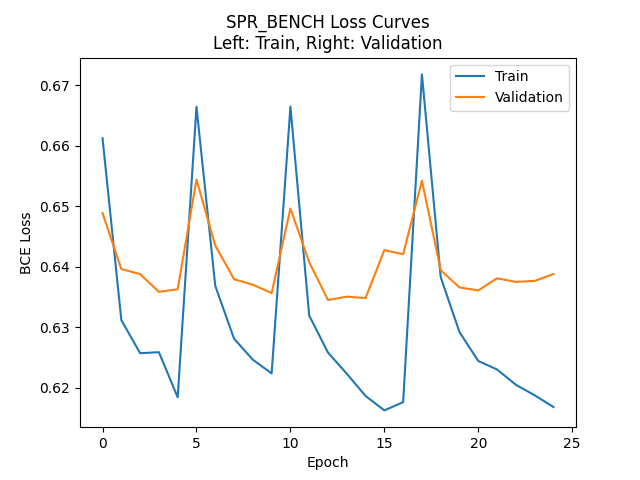 SPR_BENCH Loss Curves
Left: Train, Right: Validation
Train
Validation
BCE Loss
0.67
0.66
0.65
0.64
0.63
0.62
0 5 10 15 20 25
Epoch